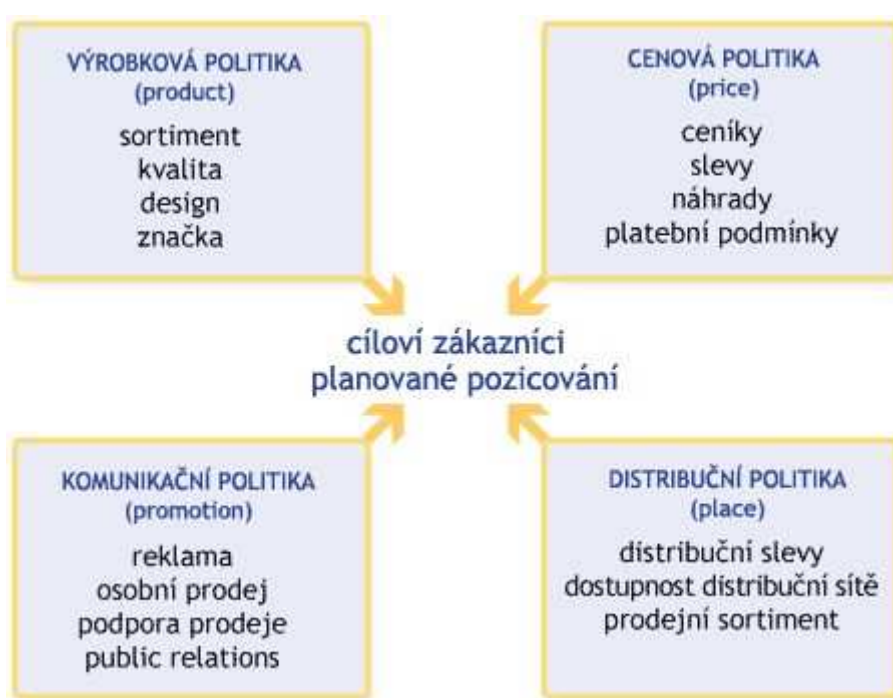 VÝROBKOVÁ POLITIKA
(product)
sortiment
kvalita
design
značka
CENOVÁ POLITIKA
(price)
ceníky
slevy
náhrady
platební podmínky
cíloví zákazníci
planované pozicování
KOMUNIKAČNÍ POLITIKA
(promotion)
reklama
osobní prodej
podpora prodeje
public relations
DISTRIBUČNÍ POLITIKA
(place)
distribuční slevy
dostupnost distribuční sítě
prodejní sortiment